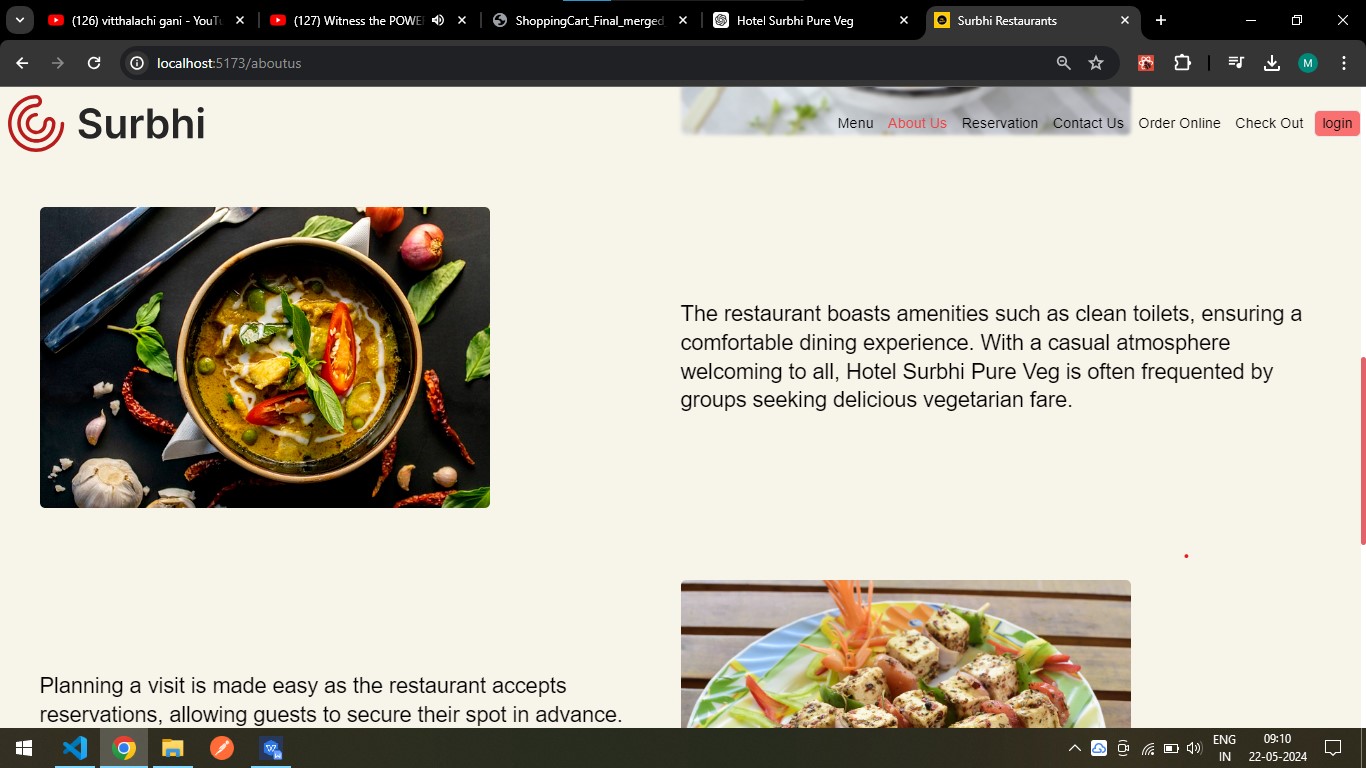 (126) vitthalachi gani - YouTu
(127) Witness the POWE
ShoppingCart_Final_merged
Hotel Surbhi Pure Veg
Surbhi Restaurants
localhost:5173/aboutus
M
Surbhi
Menu About Us Reservation Contact Us Order Online Check Out login
The restaurant boasts amenities such as clean toilets, ensuring a
comfortable dining experience. With a casual atmosphere
welcoming to all, Hotel Surbhi Pure Veg is often frequented by
groups seeking delicious vegetarian fare.
Planning a visit is made easy as the restaurant accepts
reservations, allowing guests to secure their spot in advance.
ENG
IN
09:10
22-05-2024